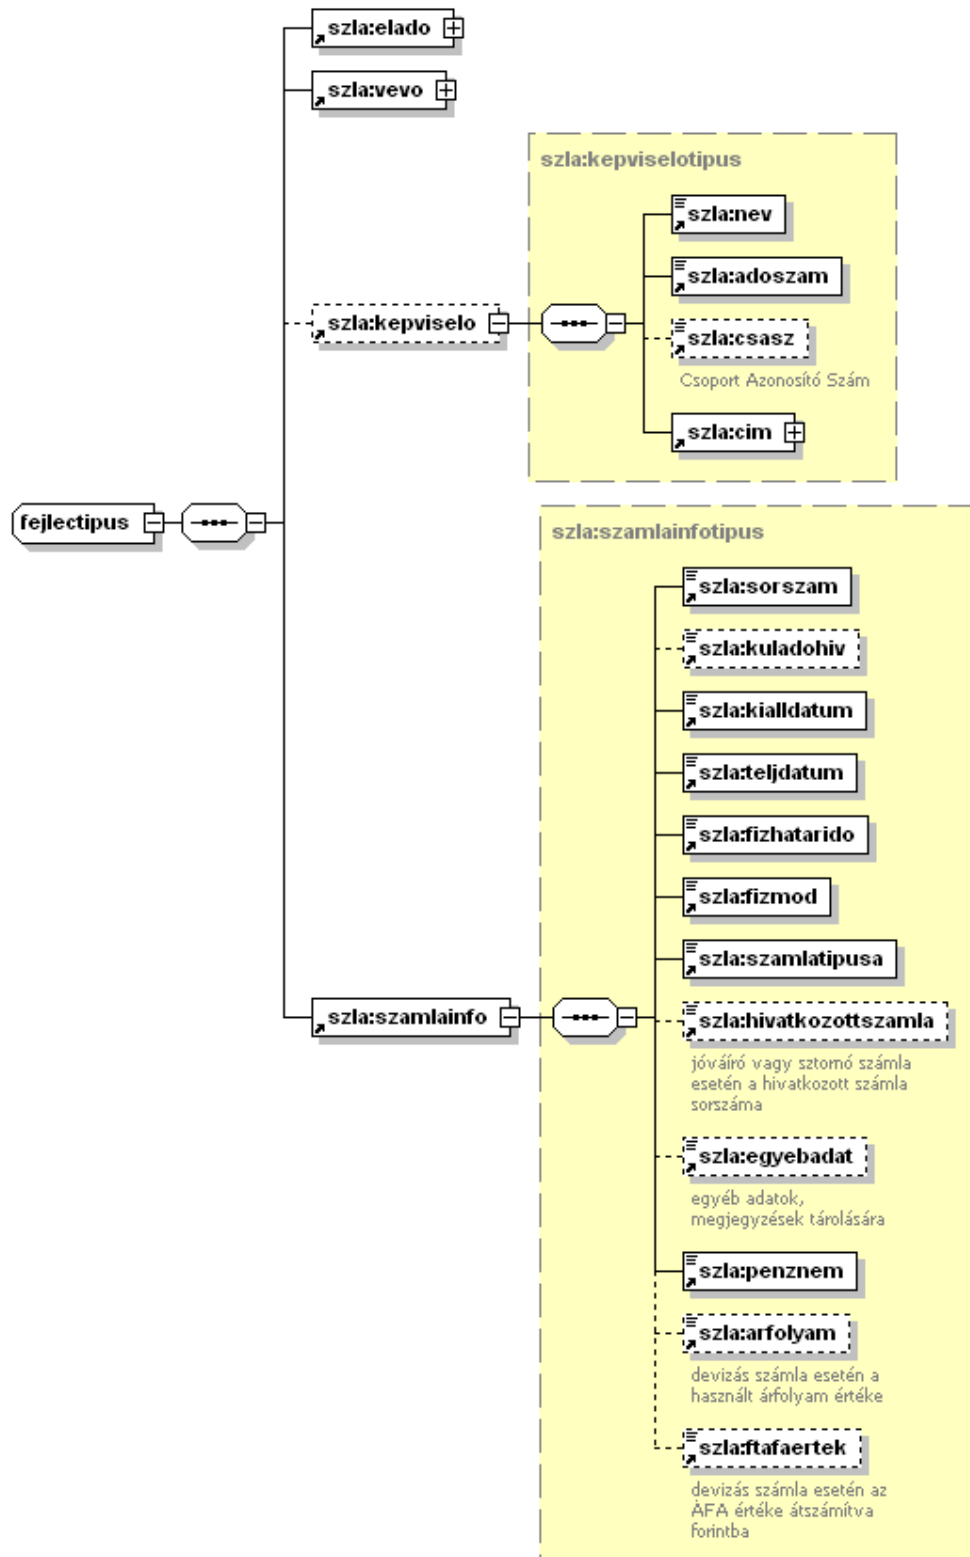 szla:elado
szla:vevo
szla:kepviselotipus
szla:nev
szla:adoszam
szla:kepviselo
szla:csasz
Csoport Azonosító Szám
szla:cim
fejlectipus
szla:szamlainfotipus
szla:sorszam
szla:kuladohiv
szla:kialldatum
szla:teljdatum
szla:fizhatarido
szla:fizmod
szla:szamlatipusa
szla:szamlainfo
szla:hivatkozottszamla
jóváíró vagy sztornó számla
esetén a hivatkozott számla
sorszáma
szla:egyebadat
egyéb adatok,
megjegyzések tárolására
szla:penznem
szla:arfolyam
devizás számla esetén a
használt árfolyam értéke
szla:ftafaertek
devizás számla esetén az
ÁFA értéke átszámítva
forintba